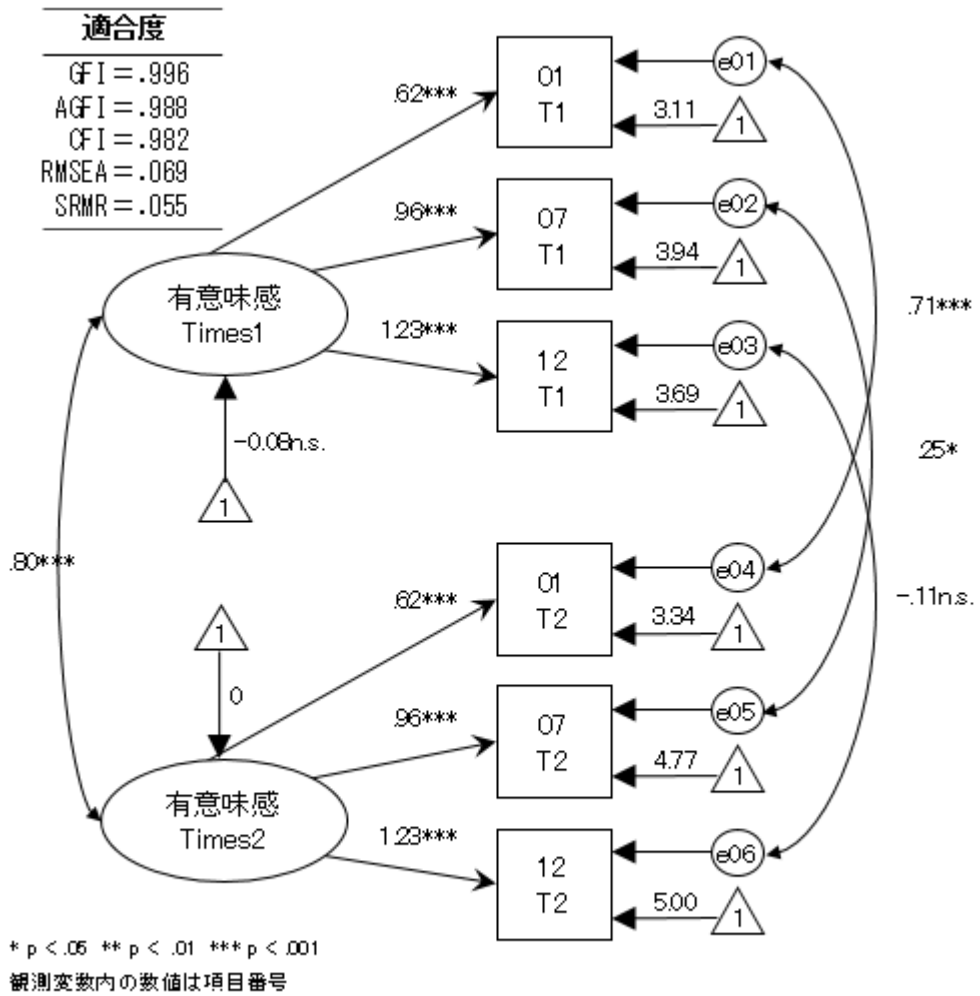 適合度
GFI=.996
AGFI=.988
CFI=.982
RMSEA=.069
SRMR=.055
.62***
01
T1
e01
3.11
1
.96***
07
T1
e02
3.94
1
有意味感
Times1
1.23***
12
T1
e03
3.69
1
.71***
-0.08n.s.
1
.25*
.80***
1
0
.62***
01
T2
e04
3.34
1
-.11n.s.
.96***
07
T2
e05
4.77
1
有意味感
Times2
1.23***
12
T2
e06
5.00
1
* p < .05 ** p < .01 *** p < .001
観測変数内の数値は項目番号